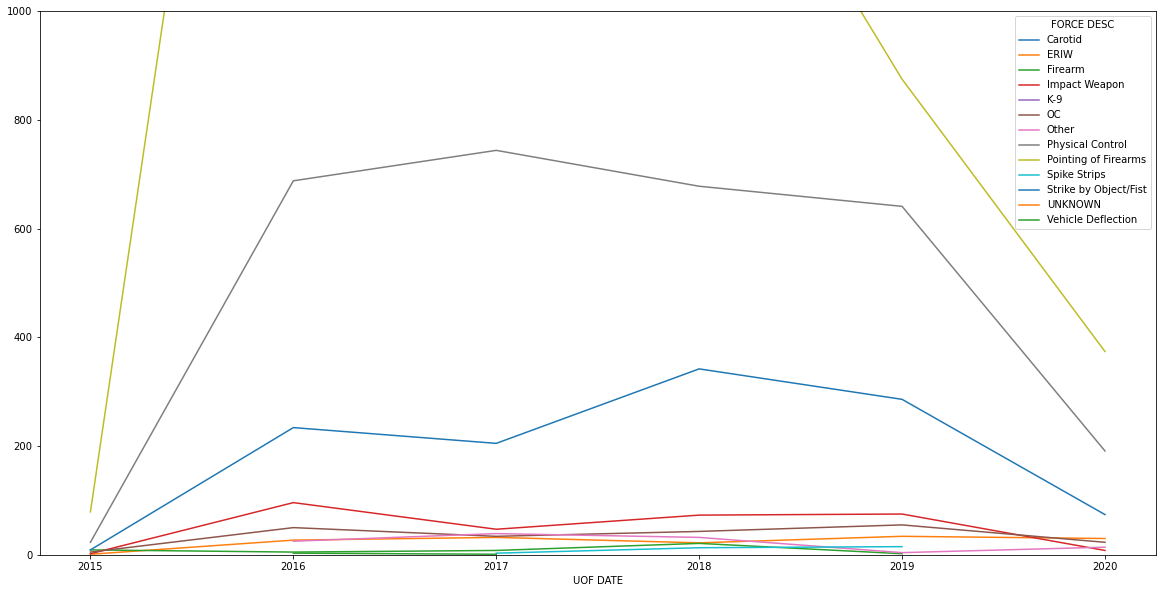 1000
800
600
400
200
0
2015
2016
2017
2018
2019
2020
UOF DATE
FORCE DESC
Carotid
ERIW
Firearm
Impact Weapon
K-9
OC
Other
Physical Control
Pointing of Firearms
Spike Strips
Strike by Object/Fist
UNKNOWN
Vehicle Deflection